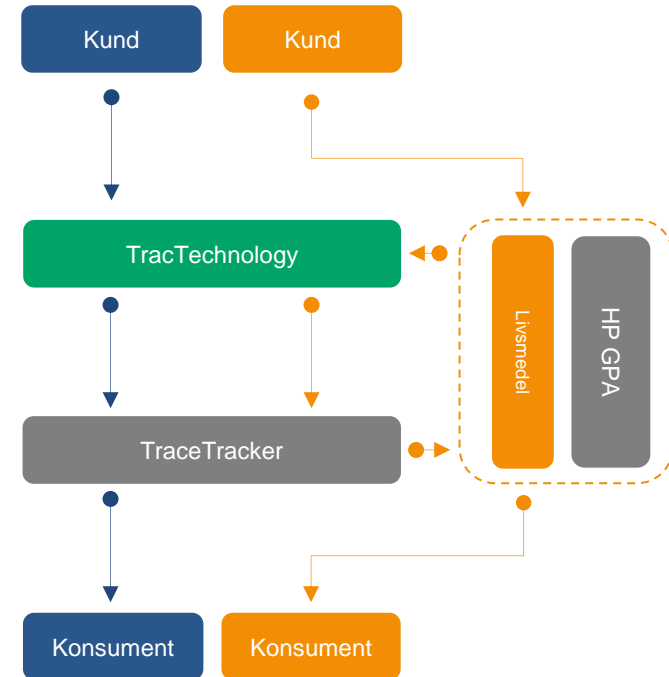 Kund
Kund
TracTechnology
Livsmedel
HP GPA
TraceTracker
Konsument
Konsument